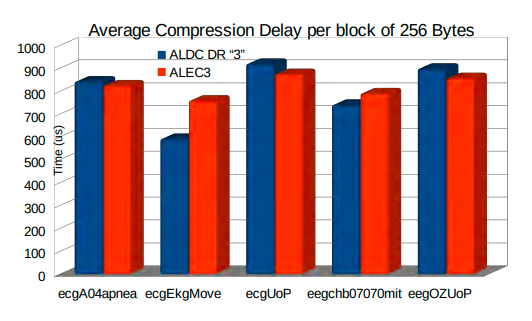 Average Compression Delay per block of 256 Bytes
ALDC DR “3”
ALEC3
Time (us)
1000
900
800
700
600
500
400
300
200
100
0
ecgA04apnea ecgEkgMove ecgUoP eegchb07070mit eegOZUoP